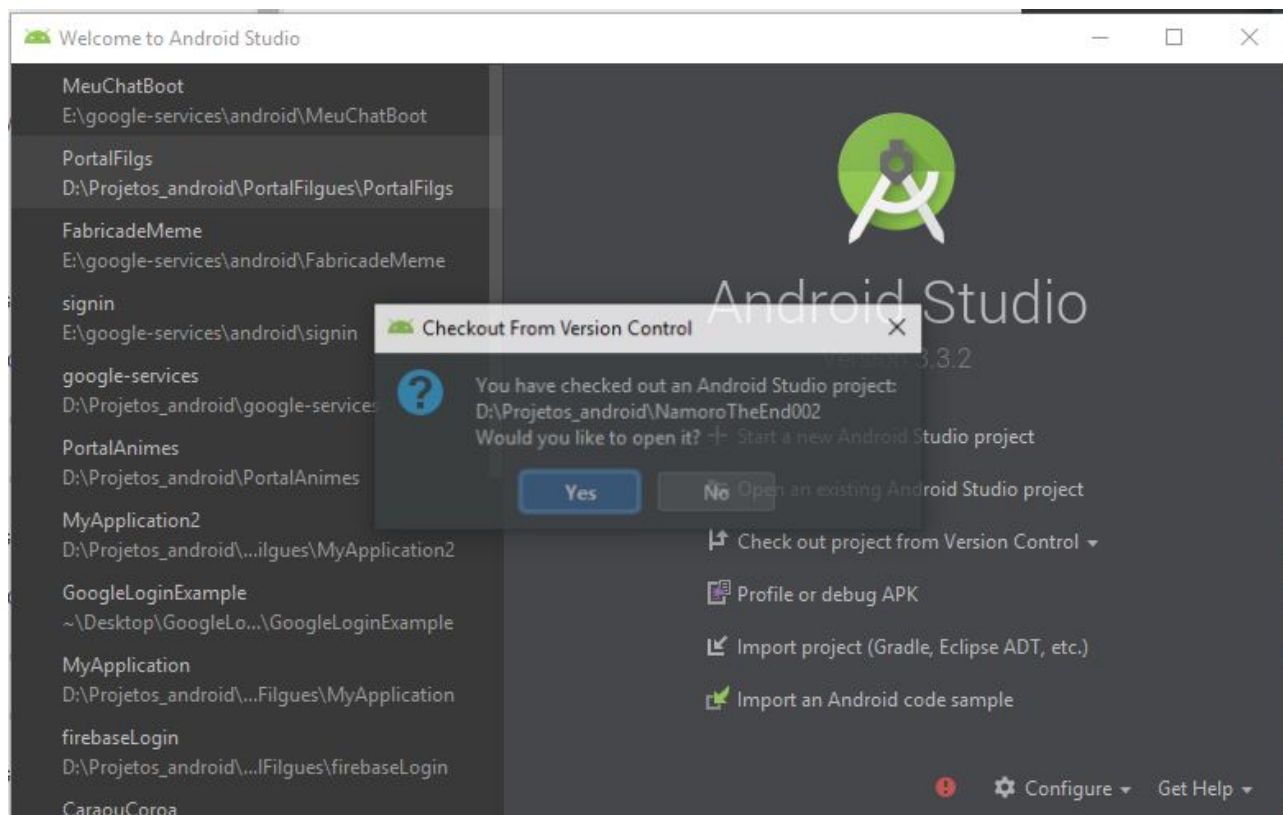 Welcome to Android Studio
MeuChatBoot
E:\google-services\android\MeuChatBoot
PortalFilgs
D:\Projetos_android\PortalFilgues\PortalFilgs
FabricadeMeme
E:\google-services\android\FabricadeMeme
signin
E:\google-services\android\signin
google-services
D:\Projetos_android\google-services
PortalAnimes
D:\Projetos_android\PortalAnimes
MyApplication2
D:\Projetos_android\...ilgues\MyApplication2
GoogleLoginExample
~\Desktop\GoogleLo...\GoogleLoginExample
MyApplication
D:\Projetos_android\...Filgues\MyApplication
firebaseLogin
D:\Projetos_android\...lFilgues\firebaseLogin
CaraouCoroa
Android Studio
Version 3.3.2
Checkout From Version Control
You have checked out an Android Studio project:
D:\Projetos_android\NamoroTheEnd002
Would you like to open it?
Yes
No
Start a new Android Studio project
Open an existing Android Studio project
Check out project from Version Control
Profile or debug APK
Import project (Gradle, Eclipse ADT, etc.)
Import an Android code sample
Configure
Get Help